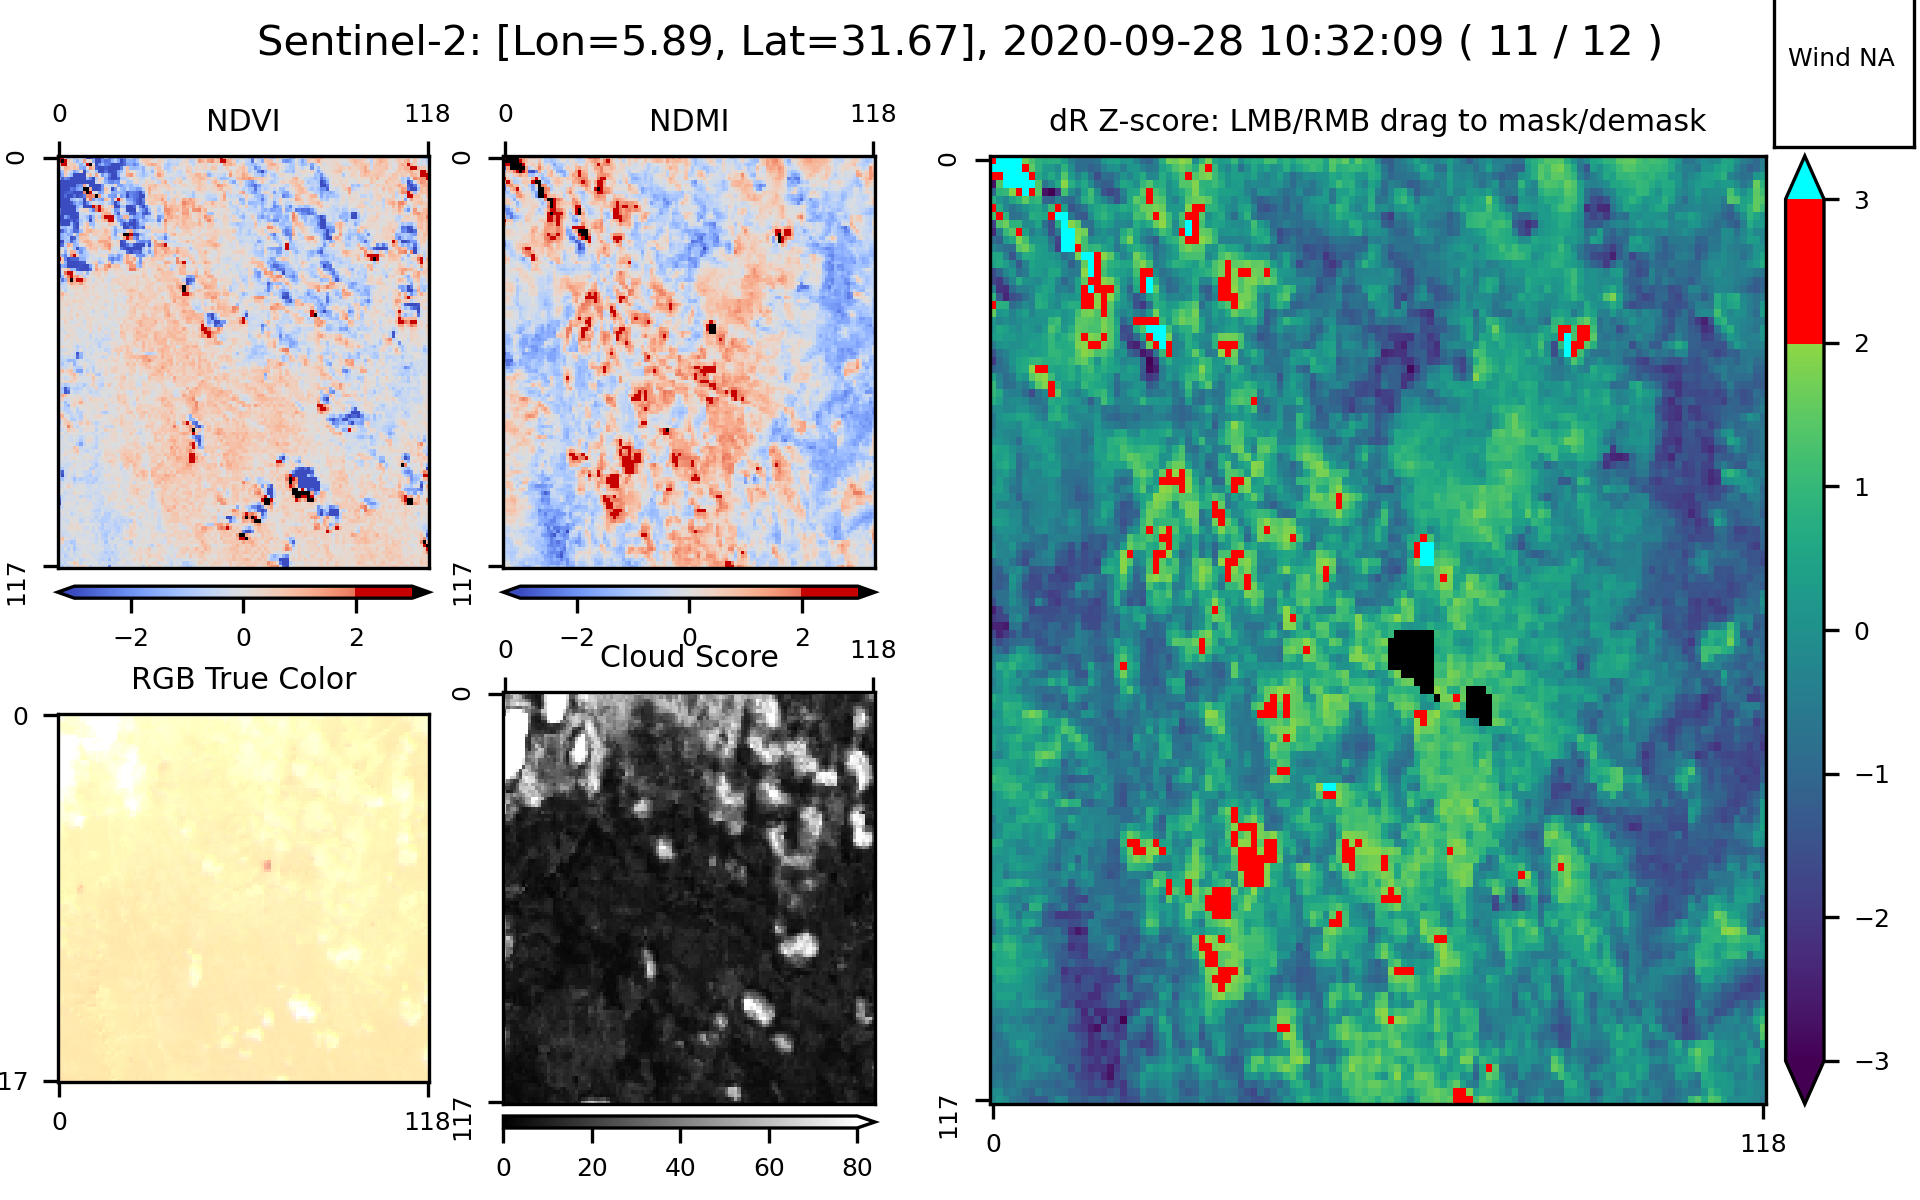 Sentinel-2: [Lon=5.89, Lat=31.67], 2020-09-28 10:32:09 ( 11 / 12 )
Wind NA
0 NDVI 118
0 NDMI 118
dR Z-score: LMB/RMB drag to mask/demask
0
0
0
117
117
−2 0 2
−2 0 2
3
2
1
0
−1
−2
−3
RGB True Color
0 Cloud Score 118
0
0
17
117
117
0 118
0 20 40 60 80
0 118